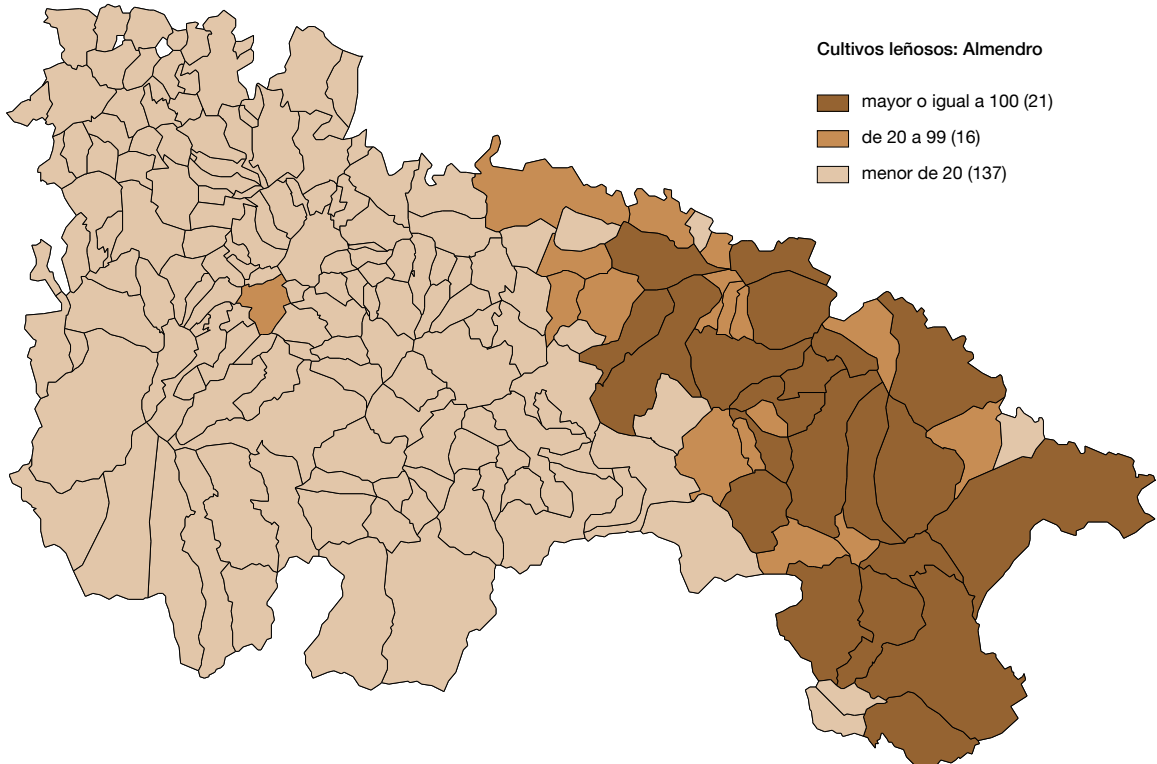 Cultivos leñosos: Almendro
mayor o igual a 100 (21)
de 20 a 99 (16)
menor de 20 (137)